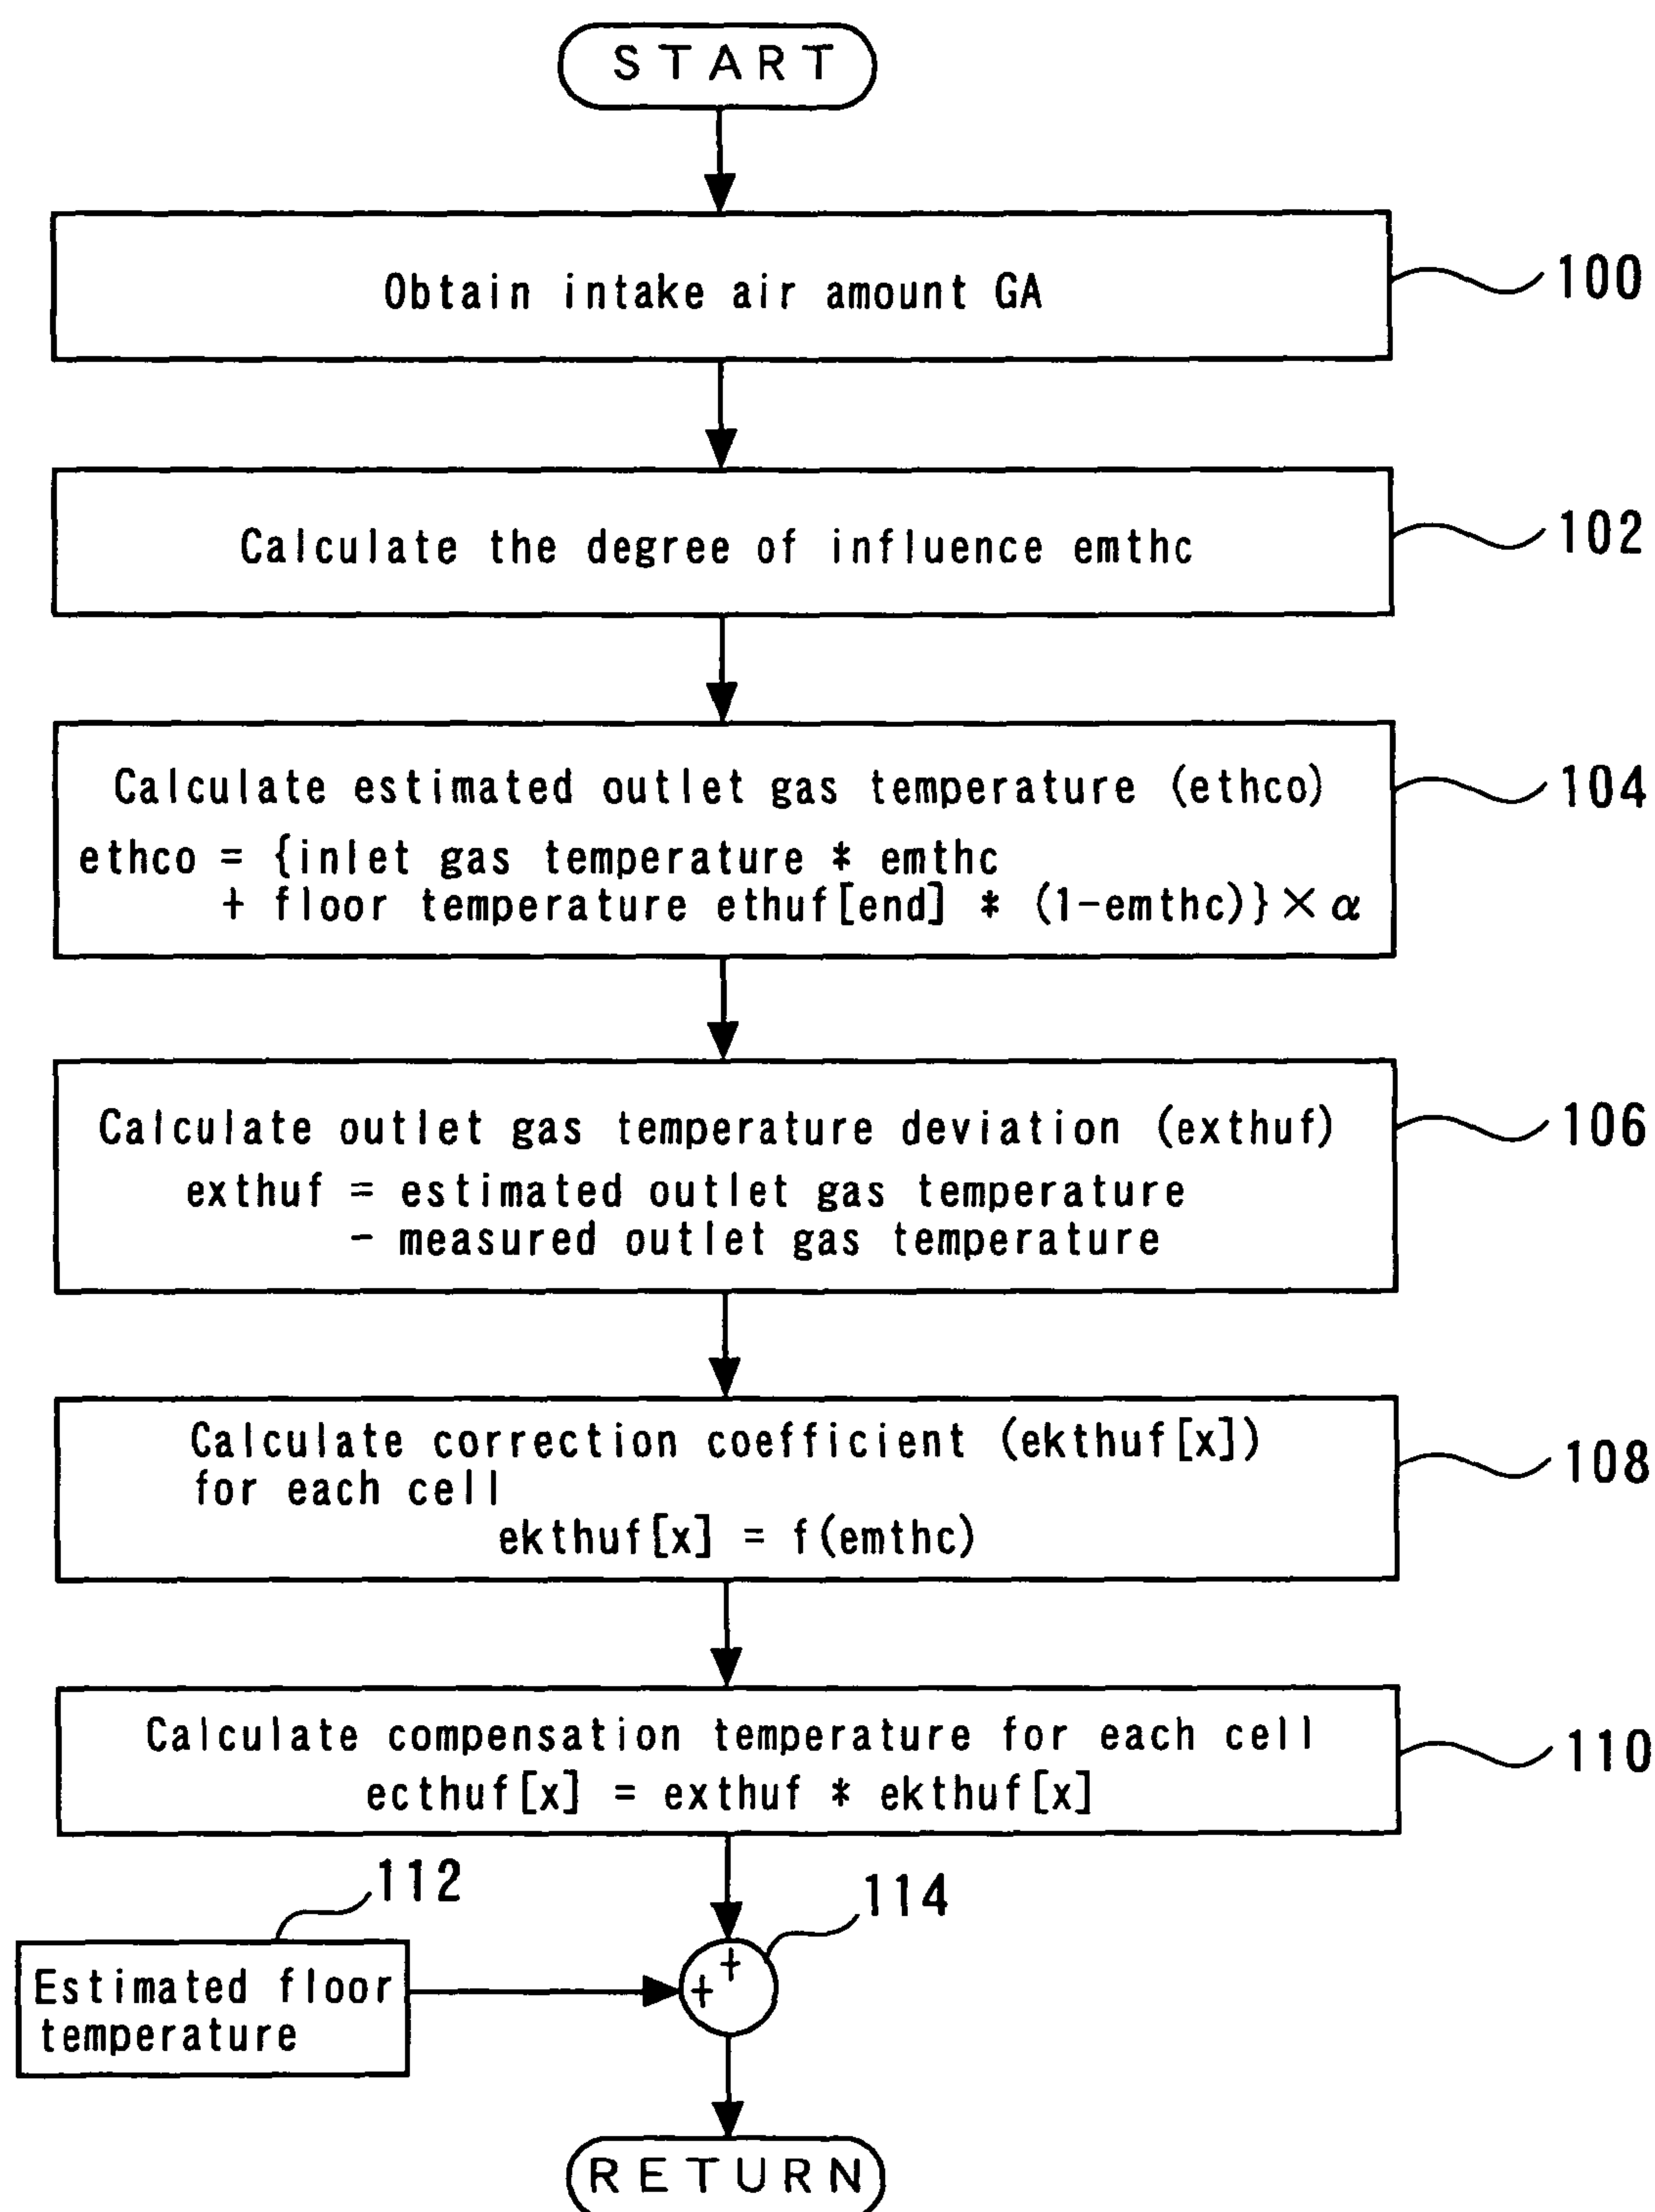 START
Obtain intake air amount GA
100
Calculate the degree of influence emthc
102
Calculate estimated outlet gas temperature (ethco)
ethco = {inlet gas temperature * emthc
+ floor temperature ethuf[end] * (1-emthc)}×α
104
Calculate outlet gas temperature deviation (exthuf)
exthuf = estimated outlet gas temperature
- measured outlet gas temperature
106
Calculate correction coefficient (ekthuf[x])
for each cell
ekthuf[x] = f(emthc)
108
Calculate compensation temperature for each cell
ecthuf[x] = exthuf * ekthuf[x]
110
112
114
Estimated floor
temperature
+
+
RETURN